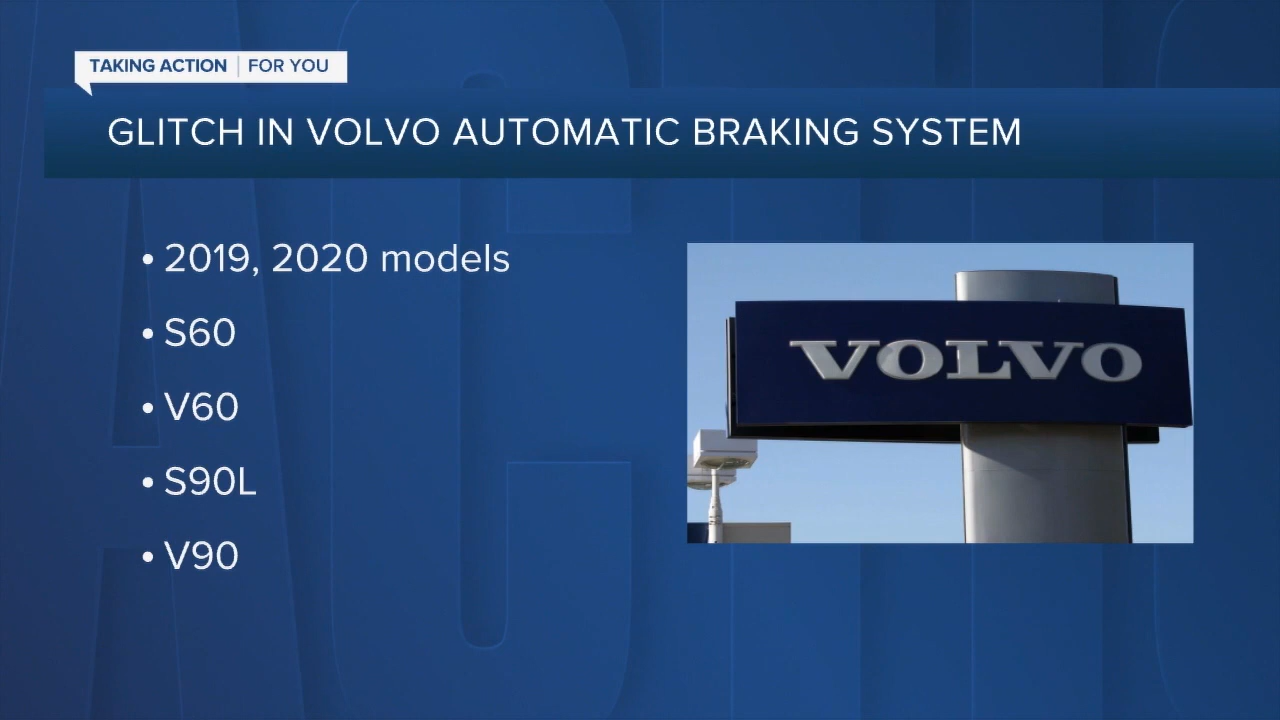 TAKING ACTION | FOR YOU
GLITCH IN VOLVO AUTOMATIC BRAKING SYSTEM
• 2019, 2020 models
• S60
• V60
• S90L
• V90
VOLVO